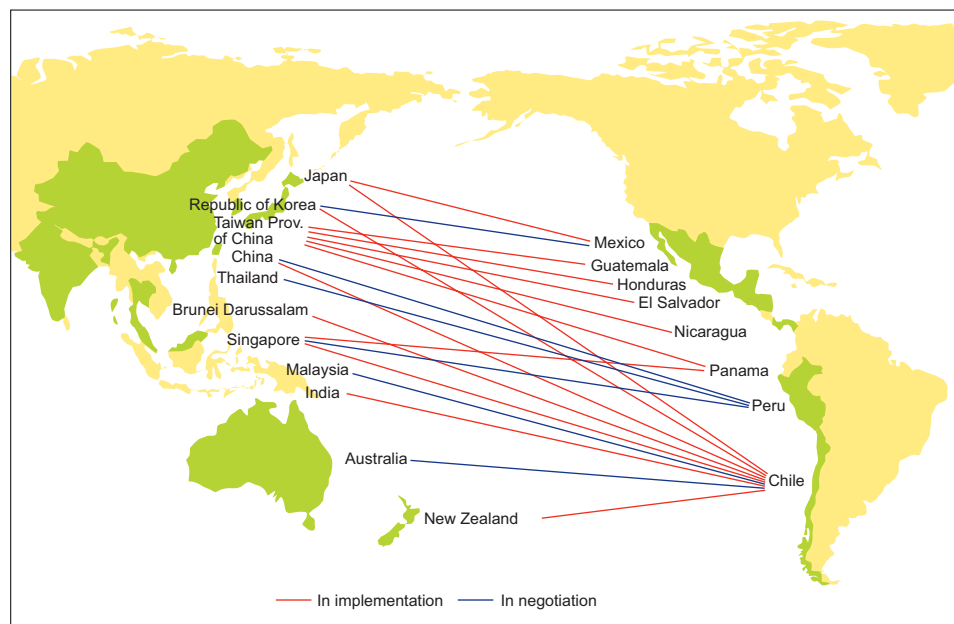 Japan
Republic of Korea
Taiwan Prov.
of China
China
Thailand
Brunei Darussalam
Singapore
Malaysia
India
Australia
New Zealand
Mexico
Guatemala
Honduras
El Salvador
Nicaragua
Panama
Peru
Chile
In implementation
In negotiation